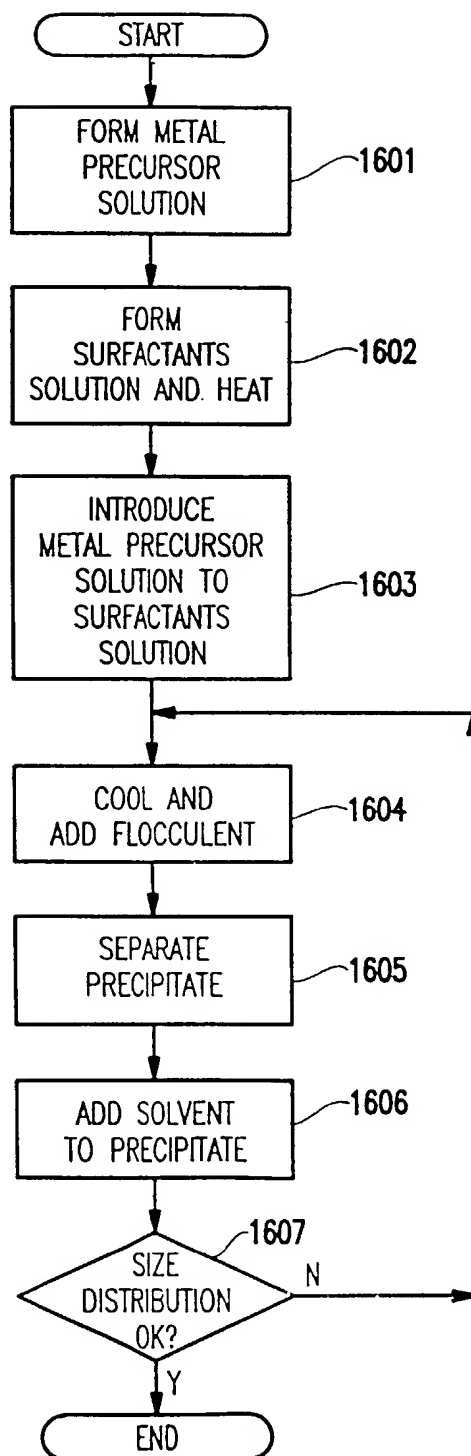 START
FORM METAL
PRECURSOR
SOLUTION
1601
FORM
SURFACTANTS
SOLUTION AND. HEAT
1602
INTRODUCE
METAL PRECURSOR
SOLUTION TO
SURFACTANTS
SOLUTION
1603
COOL AND
ADD FLOCCULENT
1604
SEPARATE
PRECIPITATE
1605
ADD SOLVENT
TO PRECIPITATE
1606
SIZE
DISTRIBUTION
OK?
1607
N
Y
END